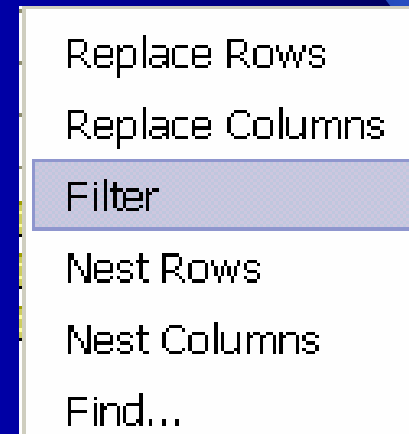 Replace Rows
Replace Columns
Filter
Nest Rows
Nest Columns
Find...